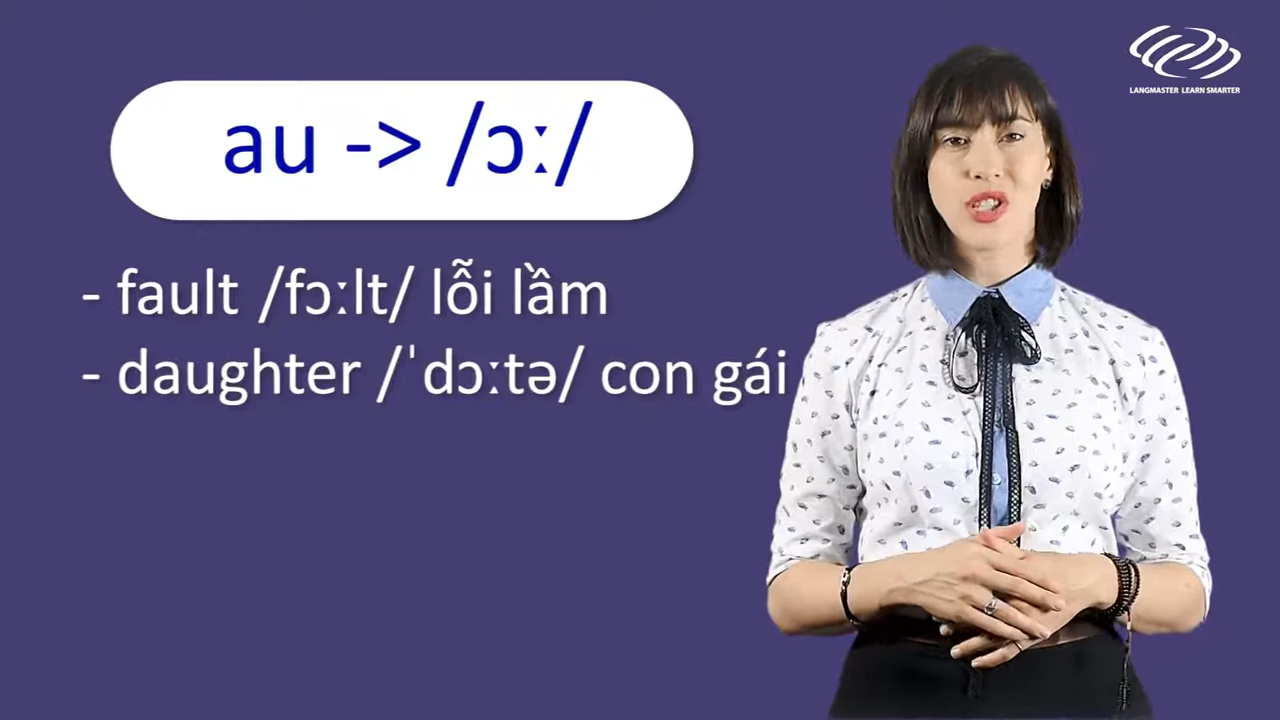 LANGMASTER LEARN SMARTER
au -> /ɔː/
- fault /fɔːlt/ lỗi lầm
- daughter /ˈdɔːtə/ con gái